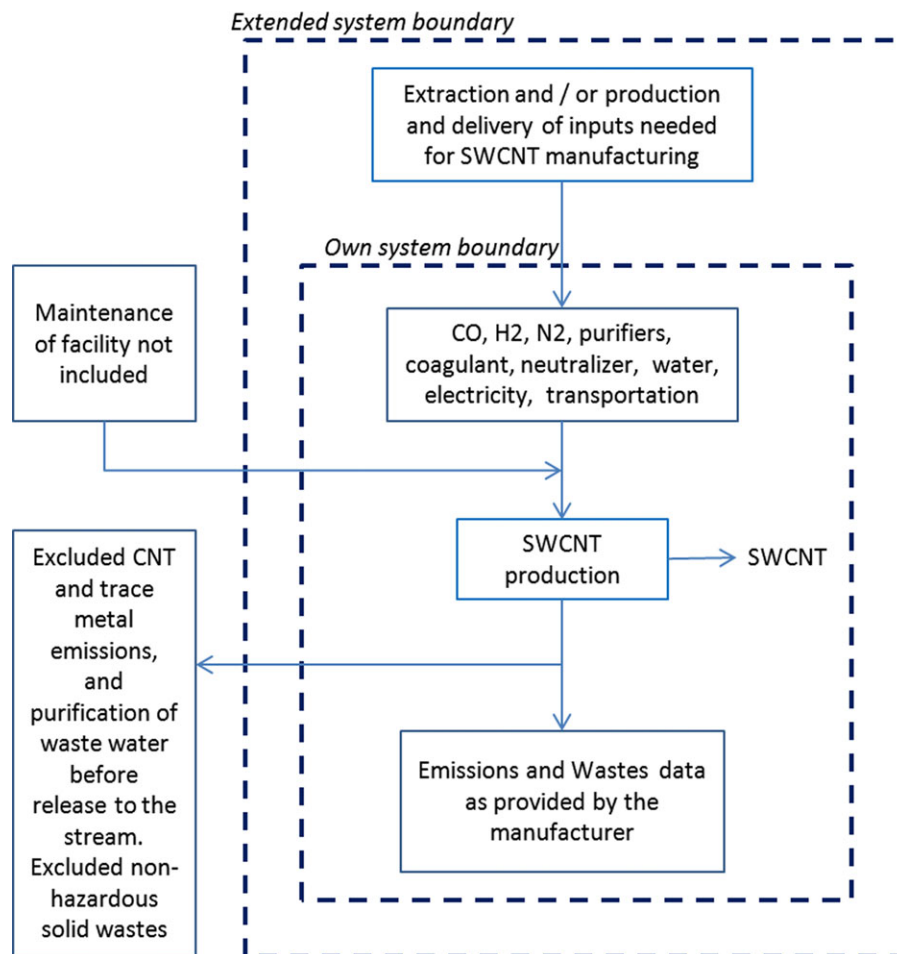 Extended system boundary
Extraction and / or production
and delivery of inputs needed
for SWCNT manufacturing
Own system boundary
Maintenance
of facility not
included
CO, H2, N2, purifiers,
coagulant, neutralizer, water,
electricity, transportation
SWCNT
production
SWCNT
Excluded CNT
and trace
metal
emissions,
and
purification of
waste water
before
release to the
stream.
Excluded non-
hazardous
solid wastes
Emissions and Wastes data
as provided by the
manufacturer